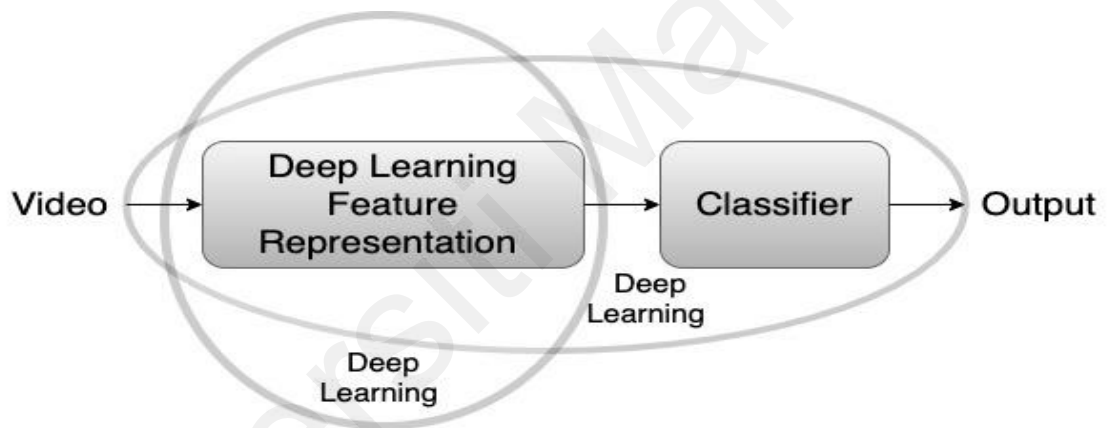 Video
Deep Learning
Feature
Representation
Classifier
Output
Deep
Learning
Deep
Learning